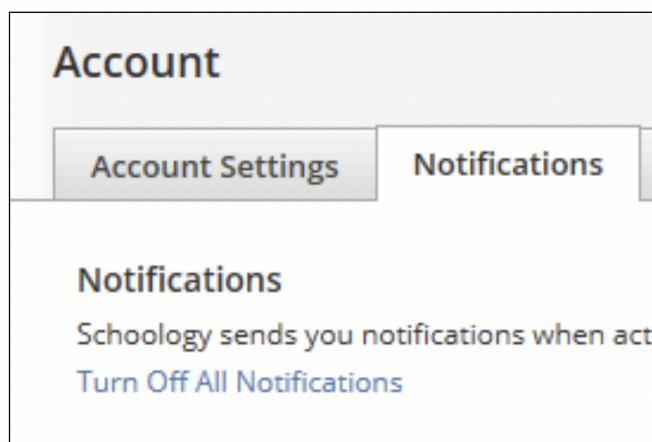 Account
Account Settings
Notifications
Notifications
Schoology sends you notifications when act
Turn Off All Notifications